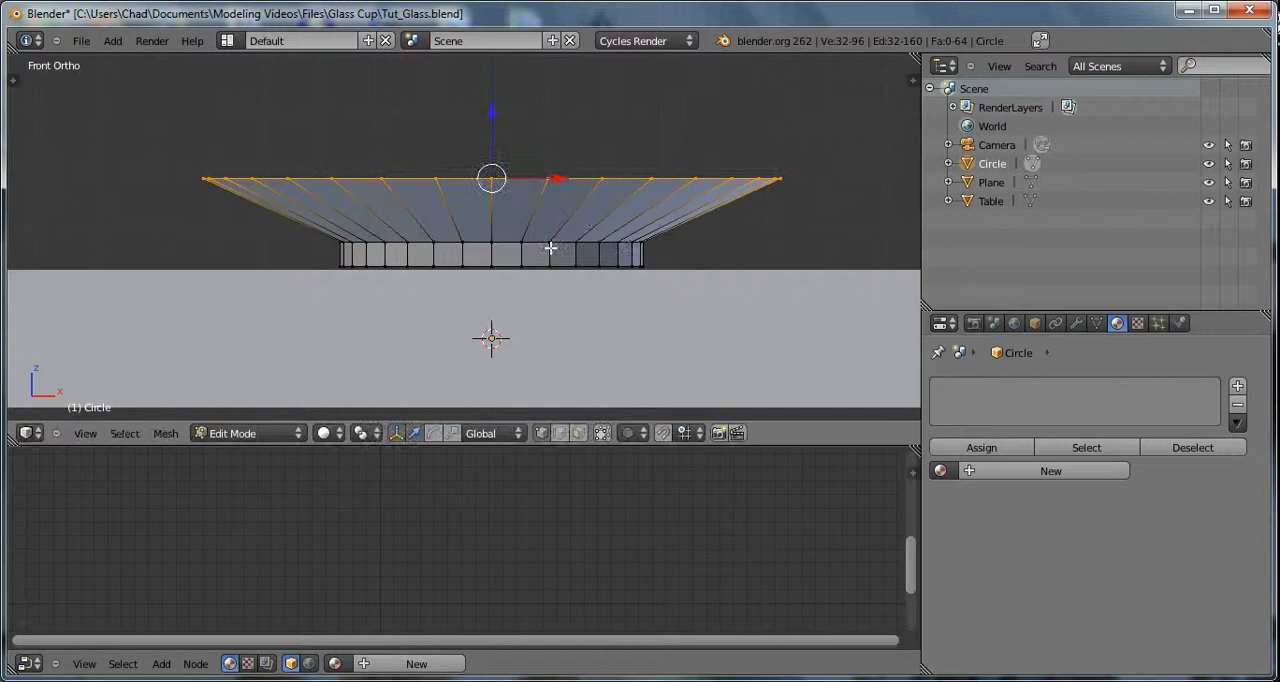 Blender* [C:\Users\Chad\Documents\Modeling Videos\Files\Glass Cup\Tut_Glass.blend]
File Add Render Help Default Scene Cycles Render blender.org 262 | Ve:32-96 | Ed:32-160 | Fa:0-64 | Circle
Front Ortho
View Search All Scenes
Scene
RenderLayers
World
Camera
Circle
Plane
Table
z
x
(1) Circle
Circle
View Select Mesh Edit Mode Global
Assign Select Deselect
New
View Select Add Node New